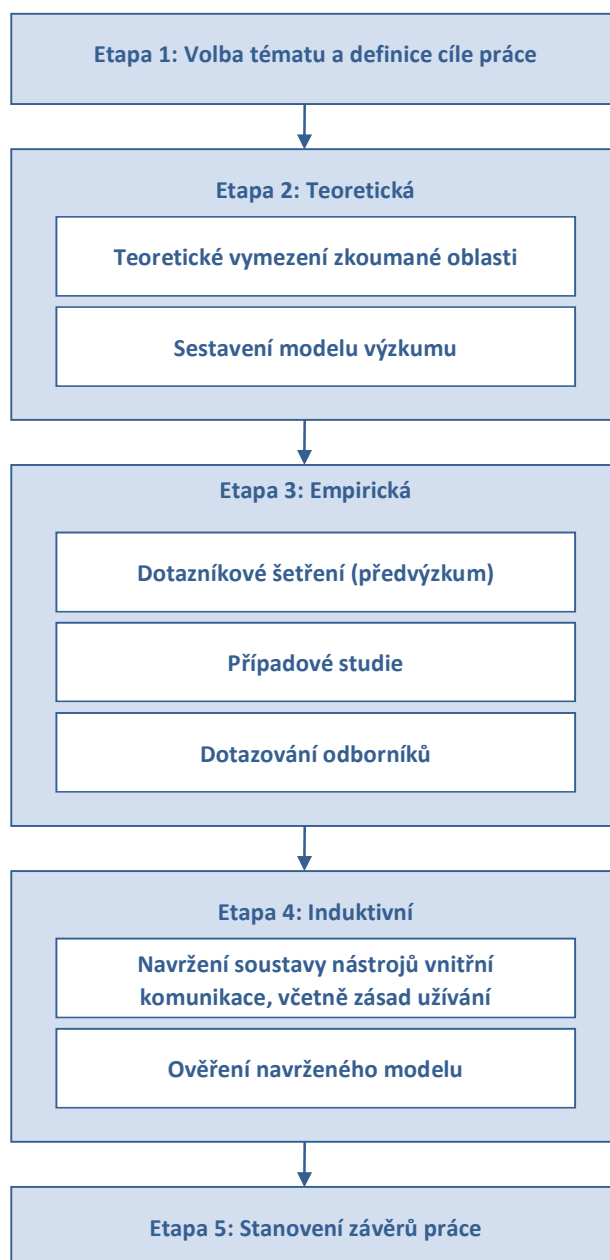 Etapa 1: Volba tématu a definice cíle práce
Etapa 2: Teoretická
Teoretické vymezení zkoumané oblasti
Sestavení modelu výzkumu
Etapa 3: Empirická
Dotazníkové šetření (předvýzkum)
Případové studie
Dotazování odborníků
Etapa 4: Induktivní
Navržení soustavy nástrojů vnitřní
komunikace, včetně zásad užívání
Ověření navrženého modelu
Etapa 5: Stanovení závěrů práce